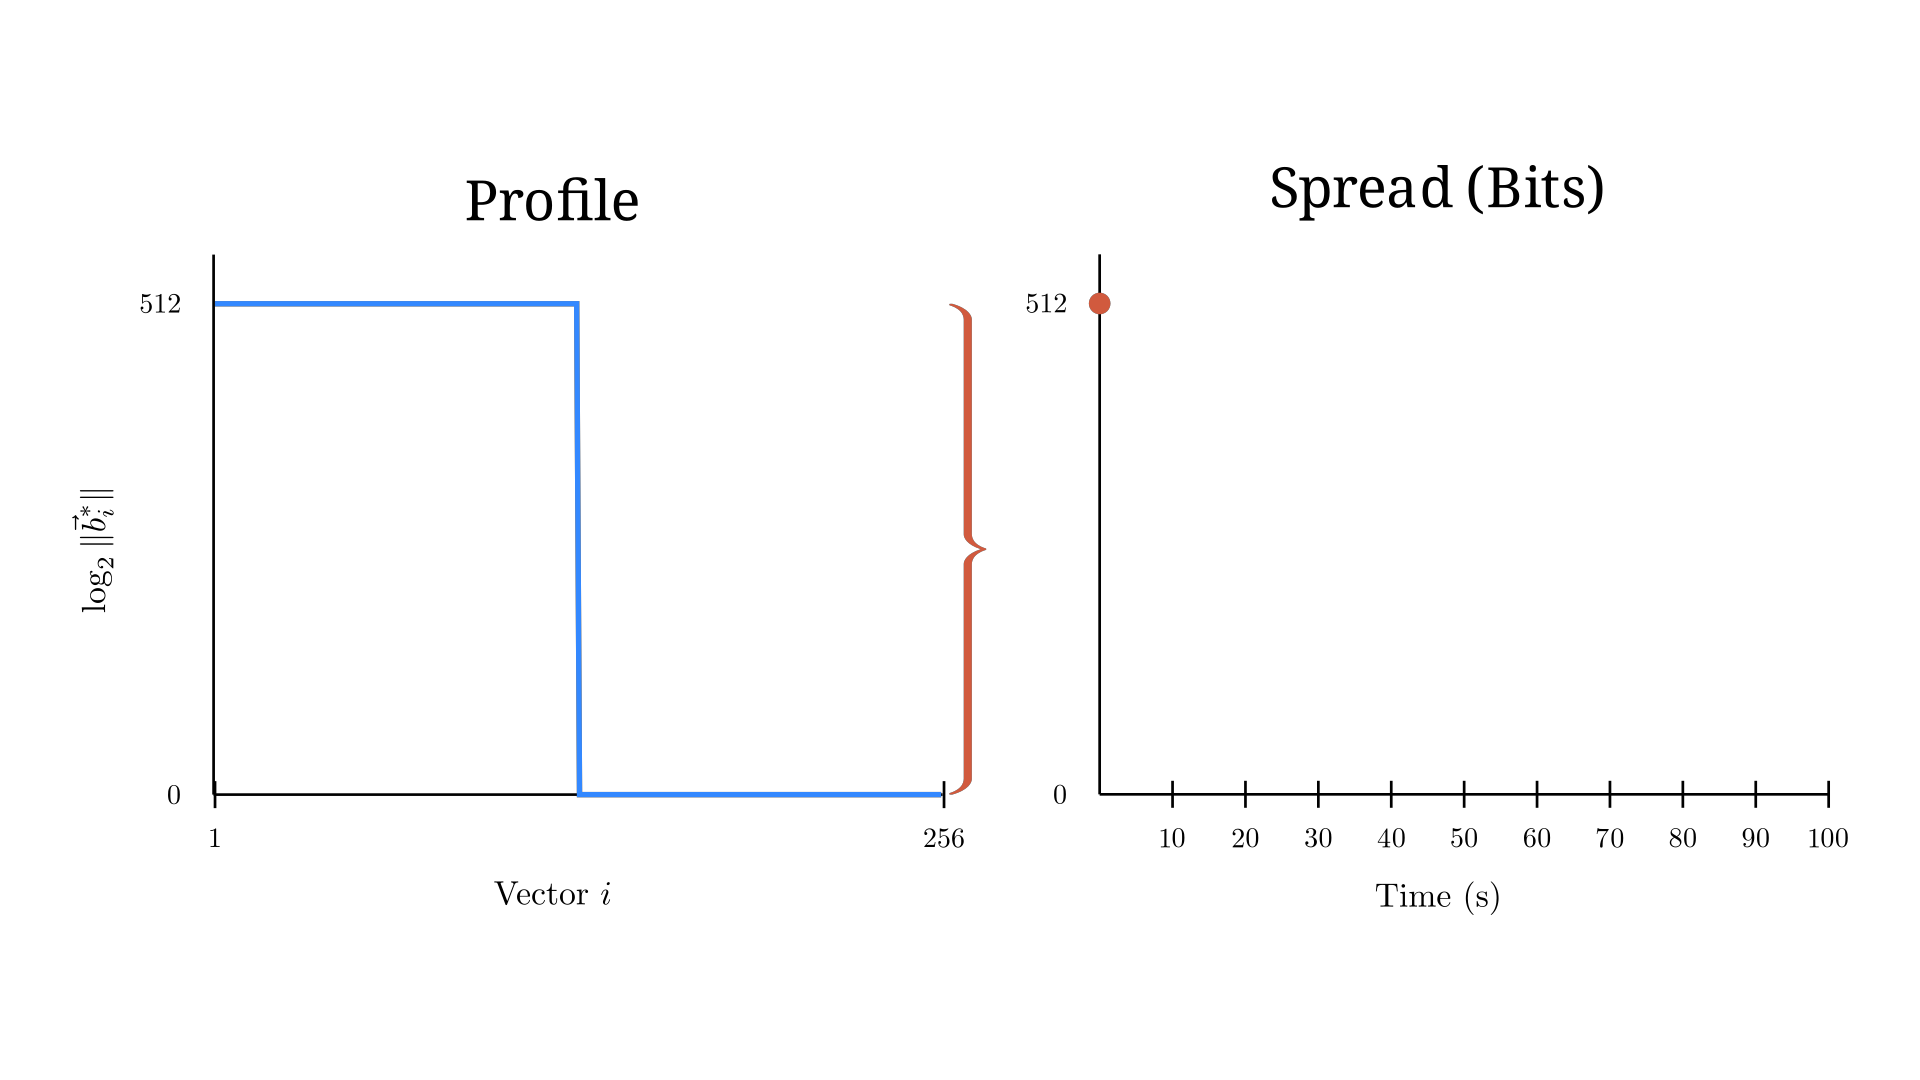 Profile
512
0
log₂ ‖b⃗ᵢ*‖
1
256
Vector i
Spread (Bits)
512
0
10 20 30 40 50 60 70 80 90 100
Time (s)